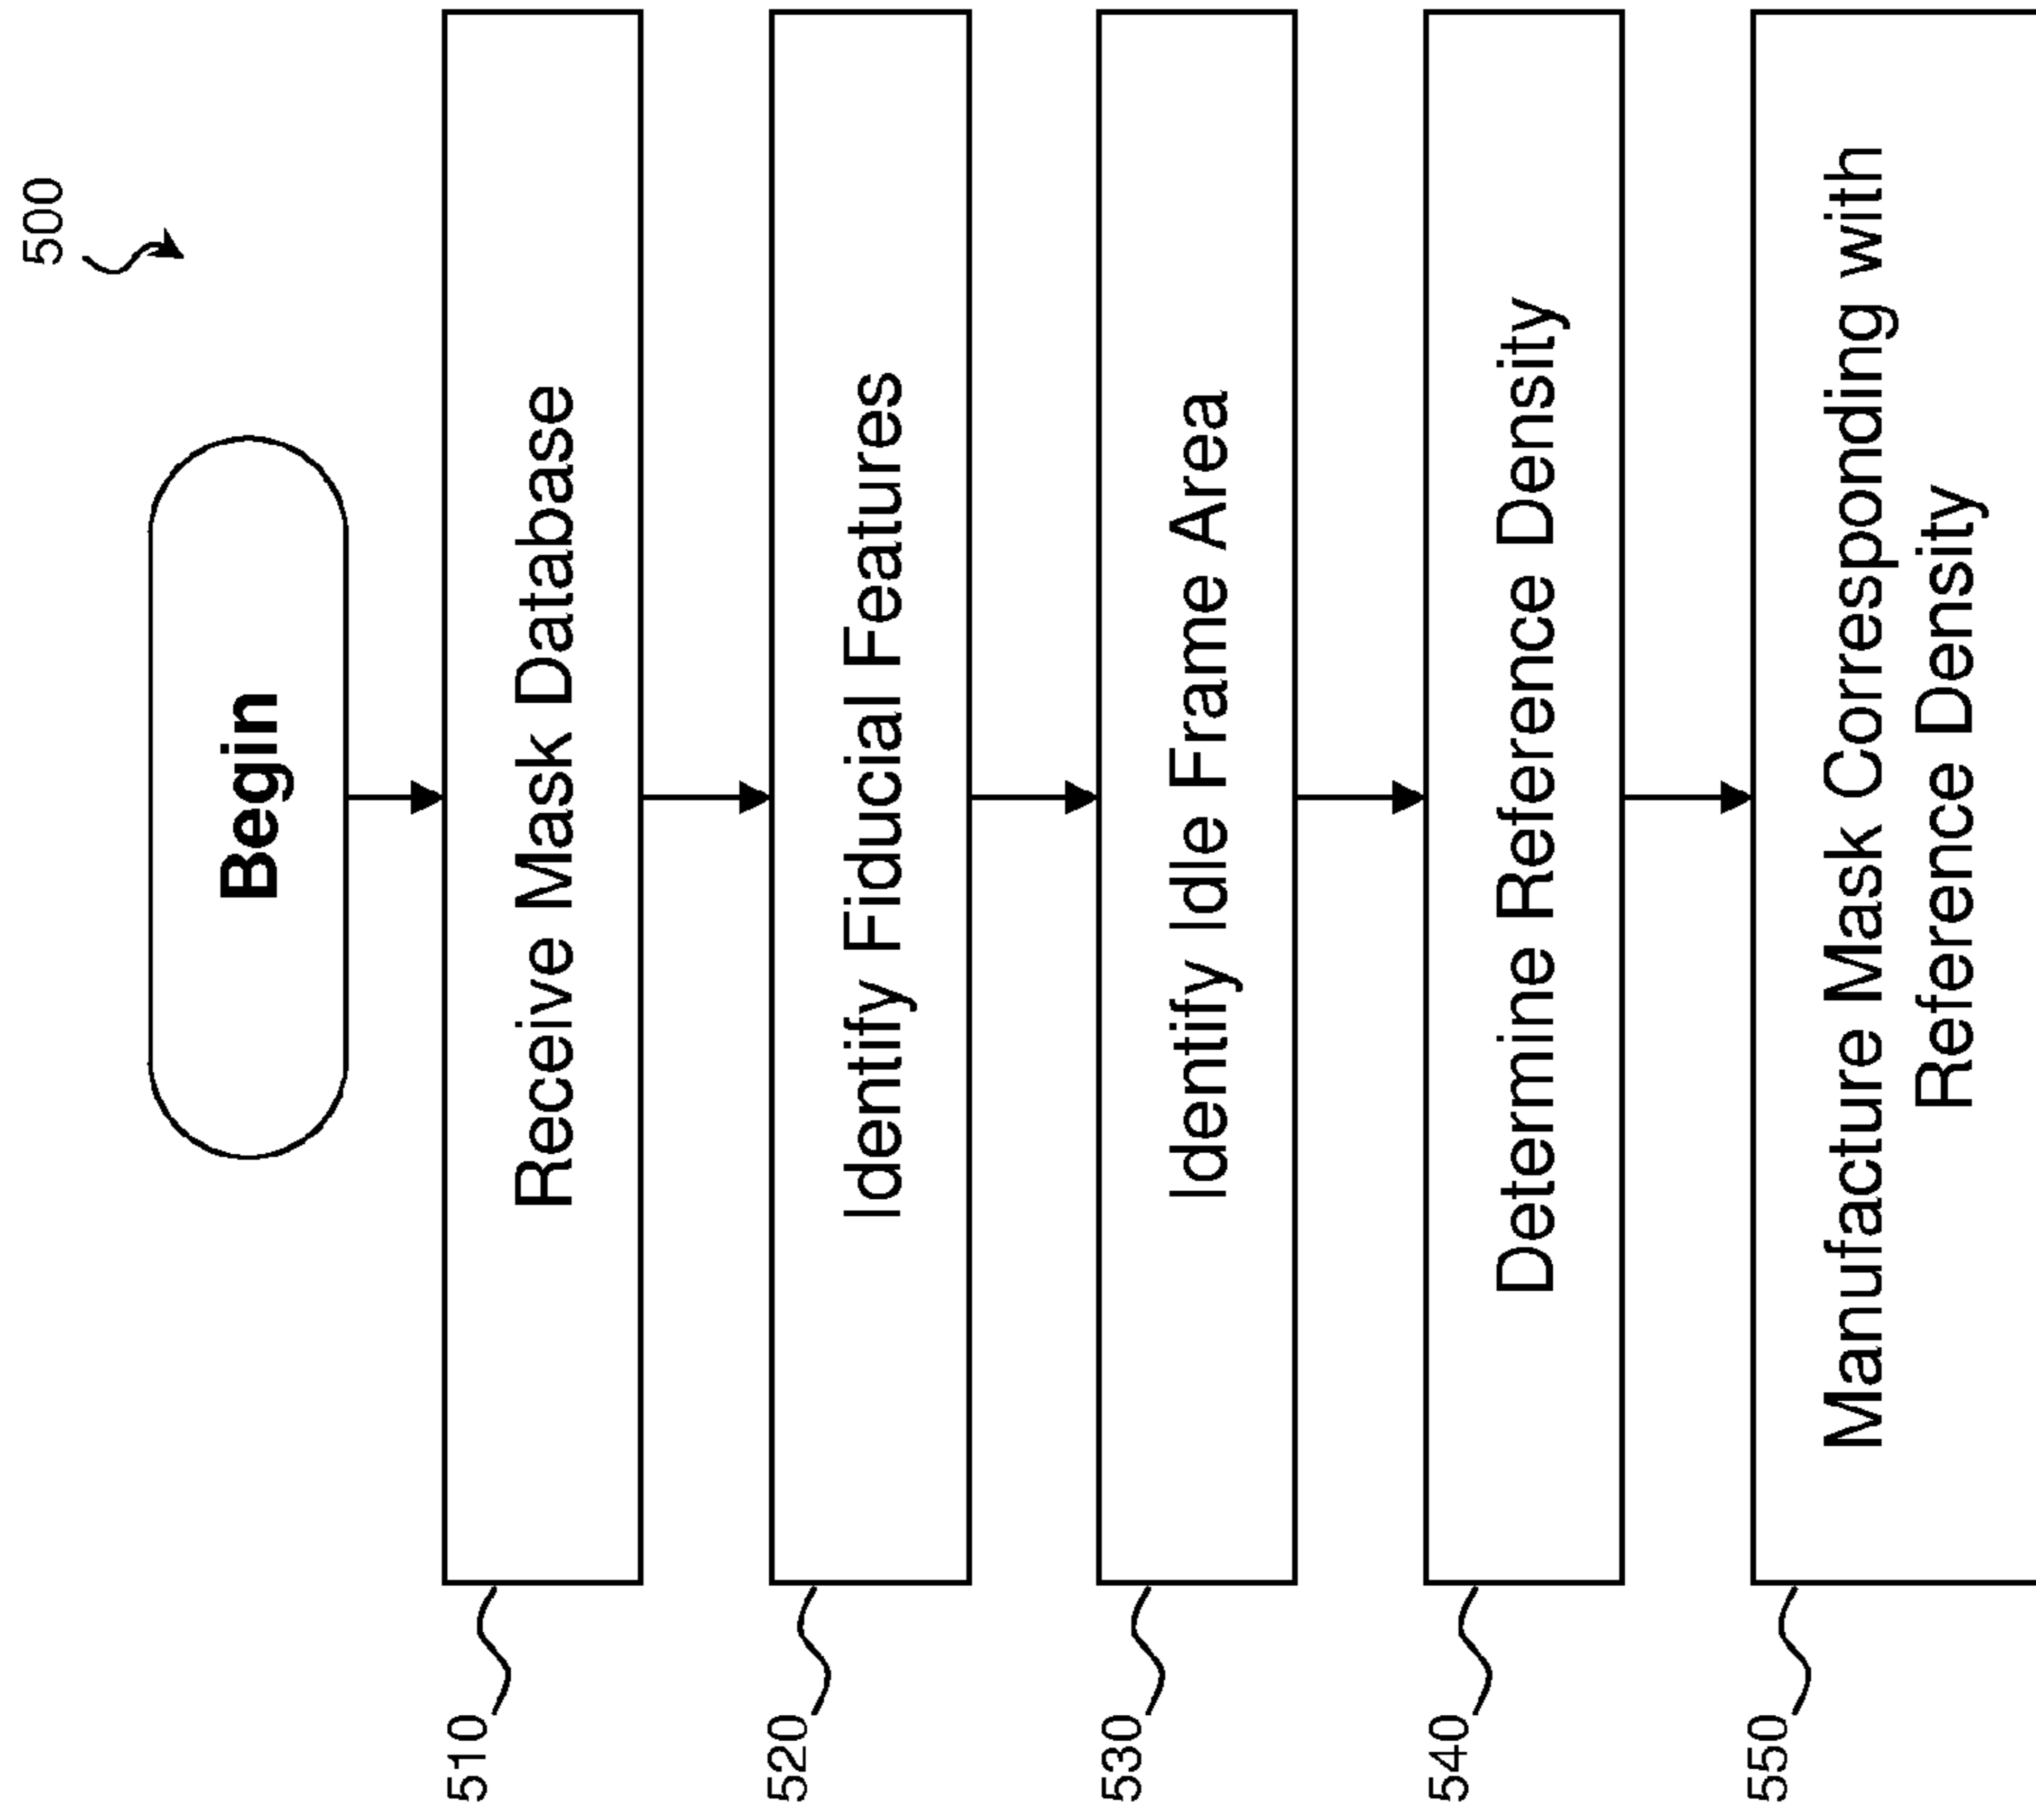 500
Begin
510
Receive Mask Database
520
Identify Fiducial Features
530
Identify Idle Frame Area
540
Determine Reference Density
550
Manufacture Mask Corresponding with
Reference Density